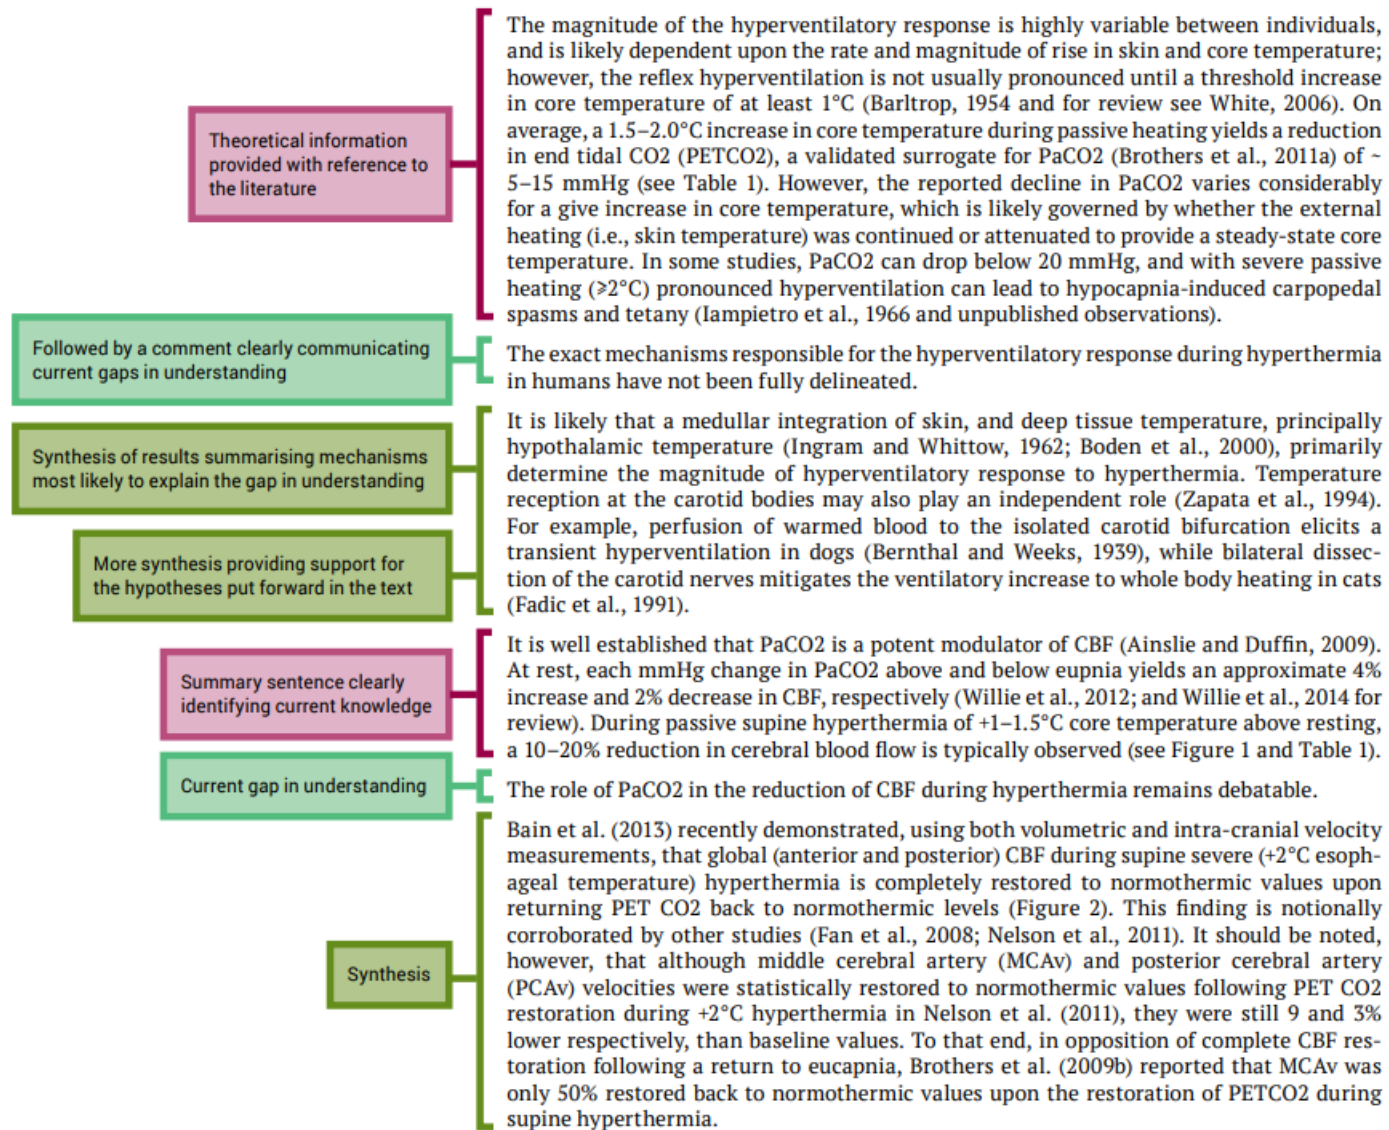 Theoretical information
provided with reference to
the literature
The magnitude of the hyperventilatory response is highly variable between individuals,
and is likely dependent upon the rate and magnitude of rise in skin and core temperature;
however, the reflex hyperventilation is not usually pronounced until a threshold increase
in core temperature of at least 1°C (Barltrop, 1954 and for review see White, 2006). On
average, a 1.5–2.0°C increase in core temperature during passive heating yields a reduction
in end tidal CO2 (PETCO2), a validated surrogate for PaCO2 (Brothers et al., 2011a) of ~
5–15 mmHg (see Table 1). However, the reported decline in PaCO2 varies considerably
for a give increase in core temperature, which is likely governed by whether the external
heating (i.e., skin temperature) was continued or attenuated to provide a steady-state core
temperature. In some studies, PaCO2 can drop below 20 mmHg, and with severe passive
heating (⩾2°C) pronounced hyperventilation can lead to hypocapnia-induced carpopedal
spasms and tetany (Iampietro et al., 1966 and unpublished observations).
Followed by a comment clearly communicating
current gaps in understanding
The exact mechanisms responsible for the hyperventilatory response during hyperthermia
in humans have not been fully delineated.
Synthesis of results summarising mechanisms
most likely to explain the gap in understanding
More synthesis providing support for
the hypotheses put forward in the text
It is likely that a medullar integration of skin, and deep tissue temperature, principally
hypothalamic temperature (Ingram and Whittow, 1962; Boden et al., 2000), primarily
determine the magnitude of hyperventilatory response to hyperthermia. Temperature
reception at the carotid bodies may also play an independent role (Zapata et al., 1994).
For example, perfusion of warmed blood to the isolated carotid bifurcation elicits a
transient hyperventilation in dogs (Bernthal and Weeks, 1939), while bilateral dissec-
tion of the carotid nerves mitigates the ventilatory increase to whole body heating in cats
(Fadic et al., 1991).
Summary sentence clearly
identifying current knowledge
It is well established that PaCO2 is a potent modulator of CBF (Ainslie and Duffin, 2009).
At rest, each mmHg change in PaCO2 above and below eupnia yields an approximate 4%
increase and 2% decrease in CBF, respectively (Willie et al., 2012; and Willie et al., 2014 for
review). During passive supine hyperthermia of +1–1.5°C core temperature above resting,
a 10–20% reduction in cerebral blood flow is typically observed (see Figure 1 and Table 1).
Current gap in understanding
The role of PaCO2 in the reduction of CBF during hyperthermia remains debatable.
Synthesis
Bain et al. (2013) recently demonstrated, using both volumetric and intra-cranial velocity
measurements, that global (anterior and posterior) CBF during supine severe (+2°C esoph-
ageal temperature) hyperthermia is completely restored to normothermic values upon
returning PET CO2 back to normothermic levels (Figure 2). This finding is notionally
corroborated by other studies (Fan et al., 2008; Nelson et al., 2011). It should be noted,
however, that although middle cerebral artery (MCAv) and posterior cerebral artery
(PCAv) velocities were statistically restored to normothermic values following PET CO2
restoration during +2°C hyperthermia in Nelson et al. (2011), they were still 9 and 3%
lower respectively, than baseline values. To that end, in opposition of complete CBF res-
toration following a return to eucapnia, Brothers et al. (2009b) reported that MCAv was
only 50% restored back to normothermic values upon the restoration of PETCO2 during
supine hyperthermia.